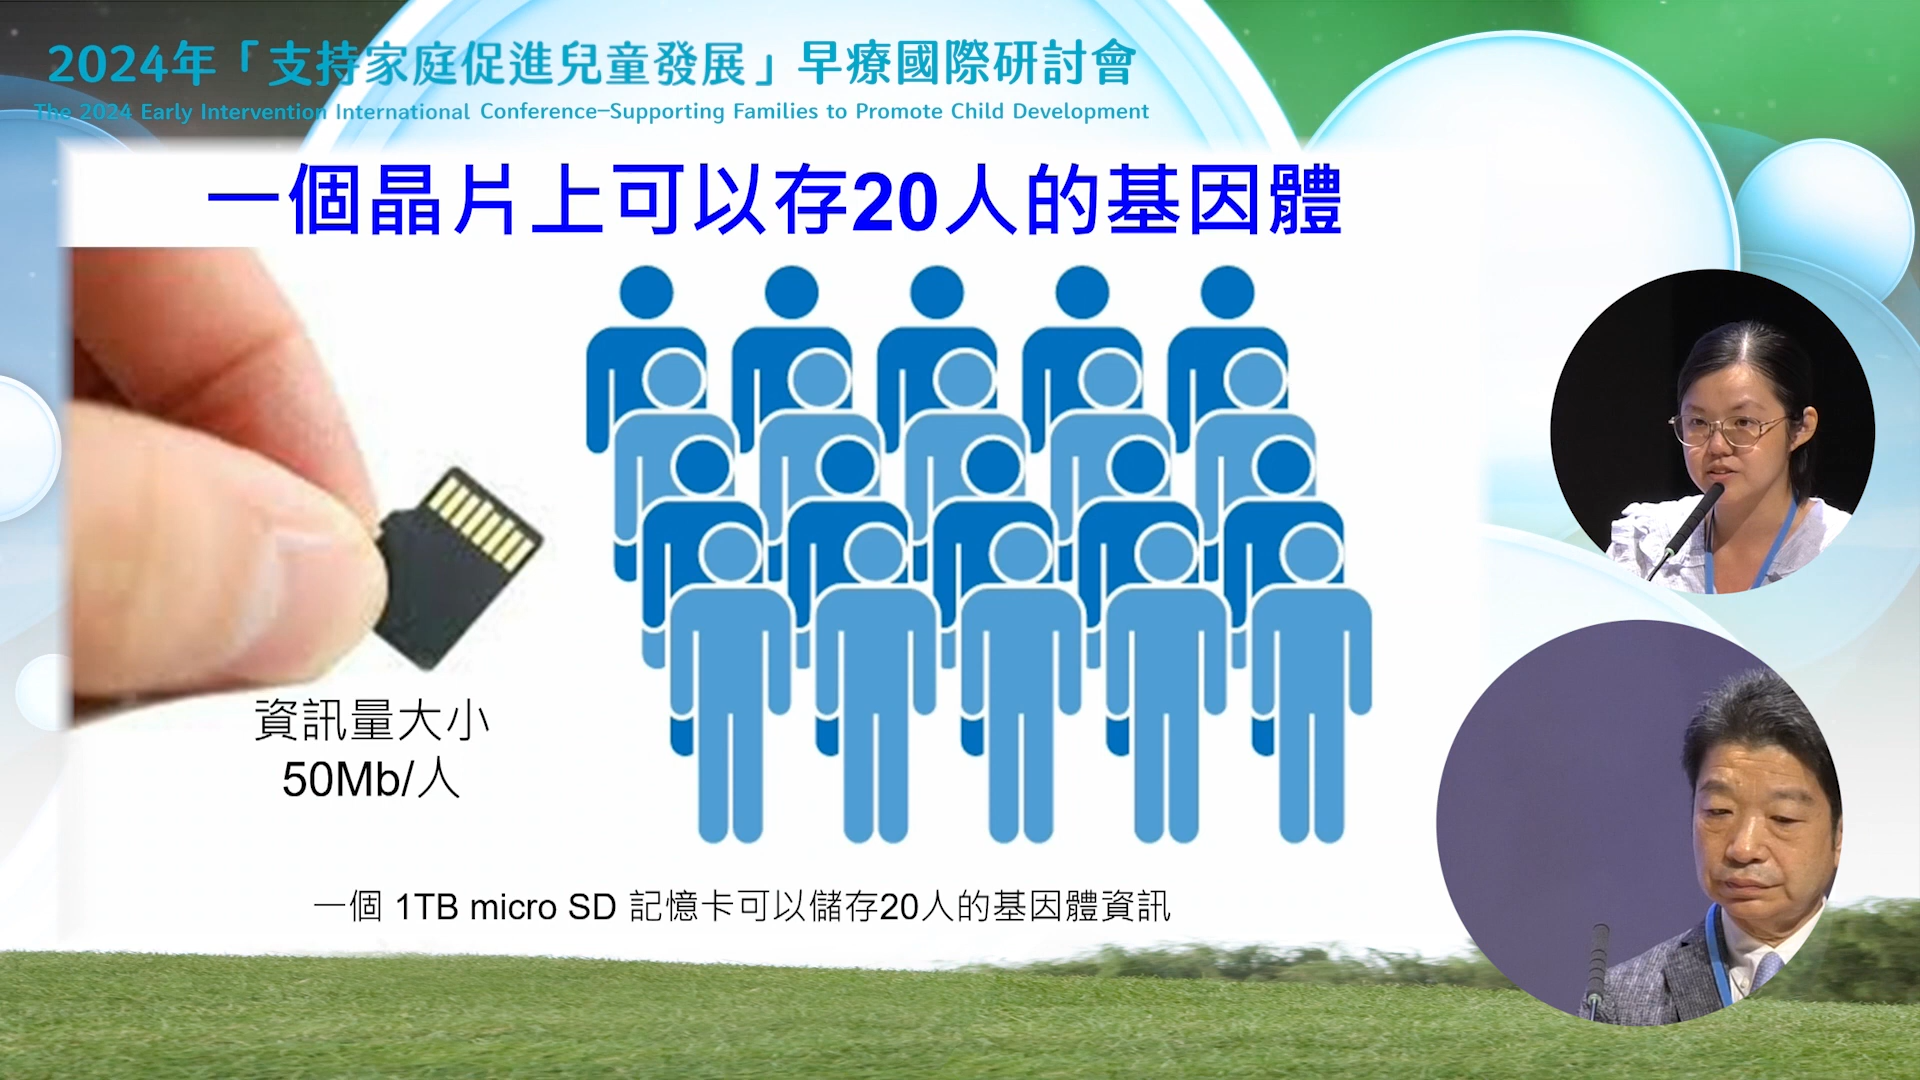 2024年「支持家庭促進兒童發展」早療國際研討會
The 2024 Early Intervention International Conference—Supporting Families to Promote Child Development
一個晶片上可以存20人的基因體
資訊量大小
50Mb/人
一個 1TB micro SD 記憶卡可以儲存20人的基因體資訊